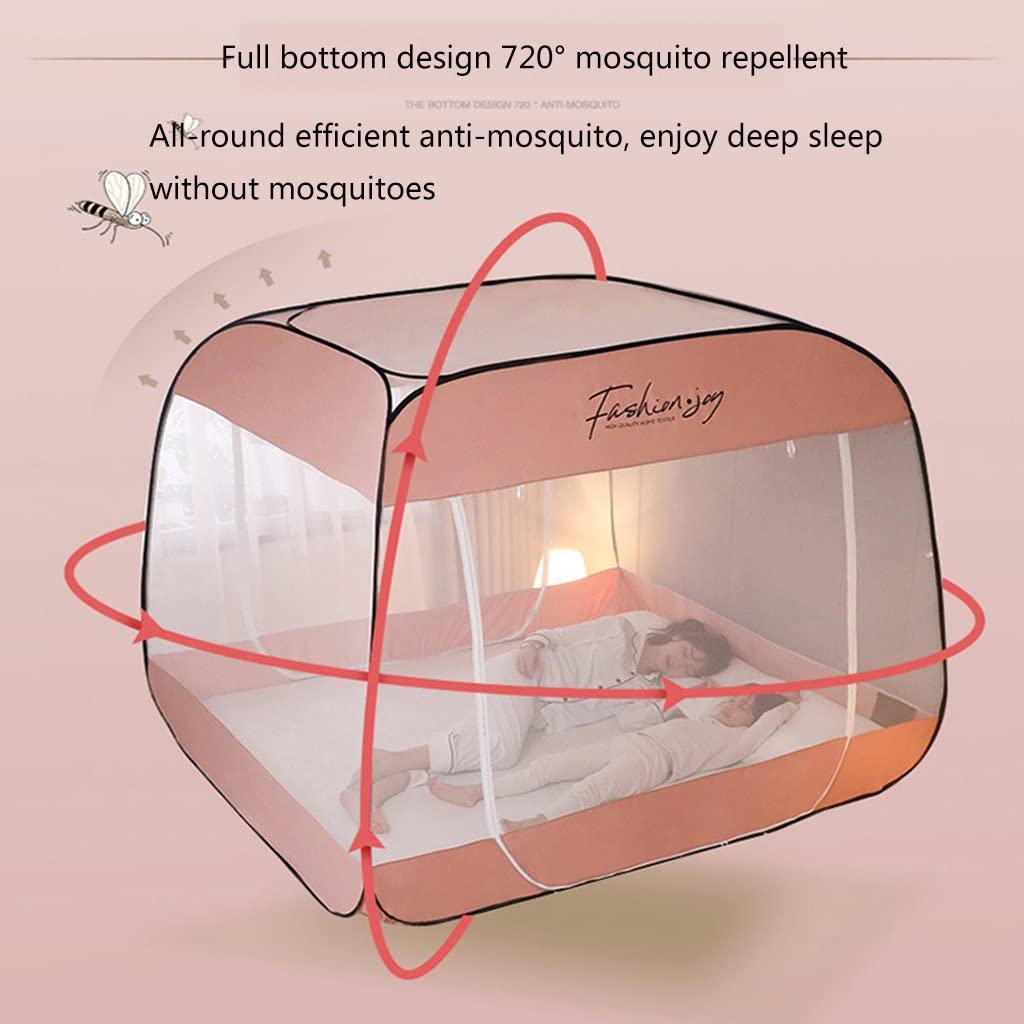 Full bottom design 720° mosquito repellent
THE BOTTOM DESIGN 720 ° ANTI-MOSQUITO
All-round efficient anti-mosquito, enjoy deep sleep
without mosquitoes
Fashion·joy
HIGH QUALITY HOME TEXTILE